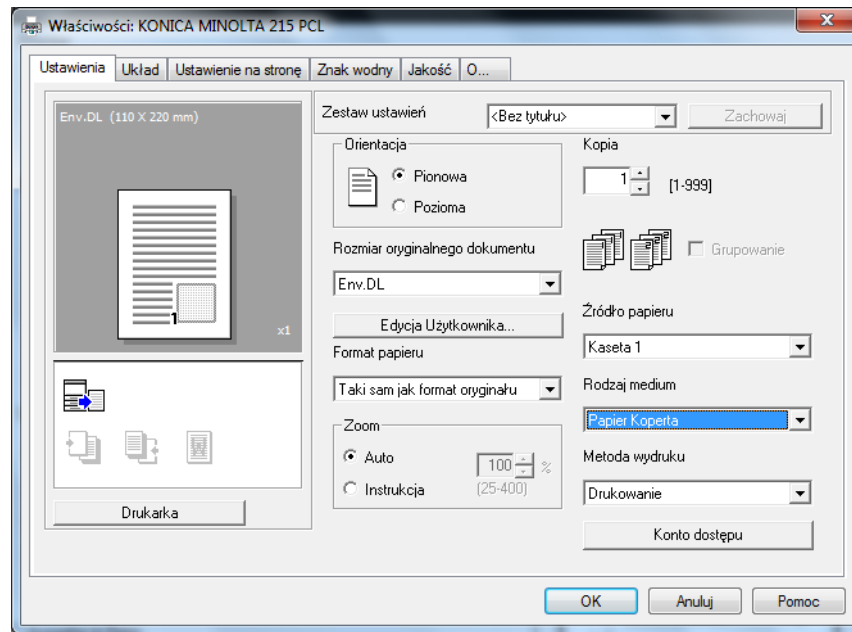 Właściwości: KONICA MINOLTA 215 PCL
Ustawienia Układ Ustawienie na stronę Znak wodny Jakość O...
Env.DL (110 X 220 mm)
1
x1
Drukarka
Zestaw ustawień <Bez tytułu> Zachowaj
Orientacja
Pionowa
Pozioma
Rozmiar oryginalnego dokumentu
Env.DL
Edycja Użytkownika...
Format papieru
Taki sam jak format oryginału
Zoom
Auto
Instrukcja
100 %
(25-400)
Kopia
1 [1-999]
Grupowanie
Źródło papieru
Kaseta 1
Rodzaj medium
Papier Koperta
Metoda wydruku
Drukowanie
Konto dostępu
OK Anuluj Pomoc